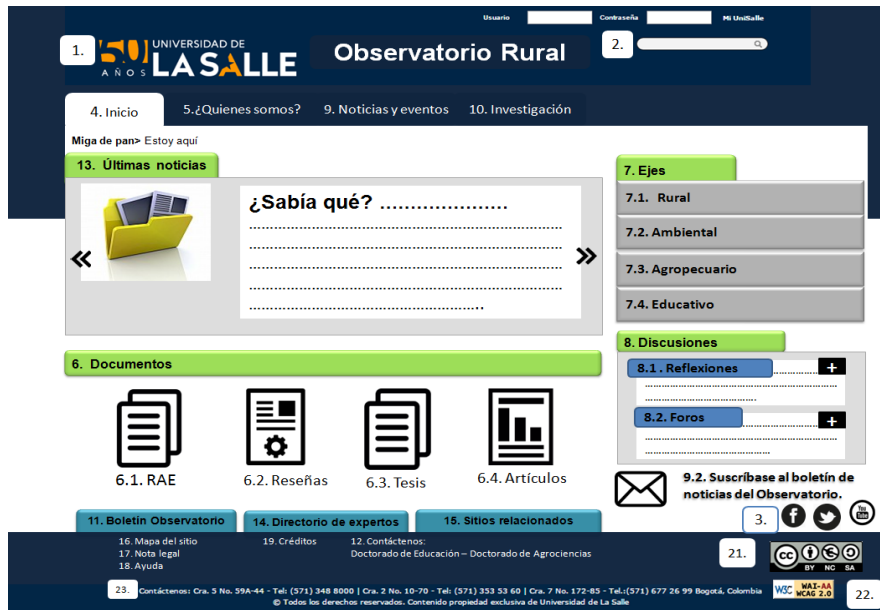 Usuario Contraseña Mi UniSalle
1. 50 AÑOS UNIVERSIDAD DE LA SALLE Observatorio Rural 2.
4. Inicio 5.¿Quienes somos? 9. Noticias y eventos 10. Investigación
Miga de pan> Estoy aquí
13. Últimas noticias
¿Sabía qué? .....................
7. Ejes
7.1. Rural
7.2. Ambiental
7.3. Agropecuario
7.4. Educativo
8. Discusiones
8.1. Reflexiones +
8.2. Foros +
6. Documentos
6.1. RAE 6.2. Reseñas 6.3. Tesis 6.4. Artículos
9.2. Suscríbase al boletín de
noticias del Observatorio.
3. You Tube
11. Boletin Observatorio 14. Directorio de expertos 15. Sitios relacionados
16. Mapa del sitio 19. Créditos 12. Contáctenos:
17. Nota legal Doctorado de Educación – Doctorado de Agrociencias
18. Ayuda
21. cc BY NC SA
23. Contáctenos: Cra. 5 No. 59A-44 - Tel: (571) 348 8000 | Cra. 2 No. 10-70 - Tel: (571) 353 53 60 | Cra. 7 No. 172-85 - Tel.:(571) 677 26 99 Bogotá, Colombia
© Todos los derechos reservados. Contenido propiedad exclusiva de Universidad de La Salle
W3C WAI-AA WCAG 2.0 22.